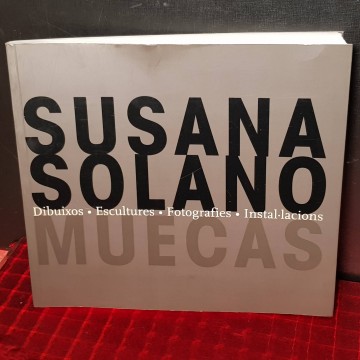 SUSANA
SOLANO
Dibuixos • Escultures • Fotografies • Instal·lacions
MUECAS